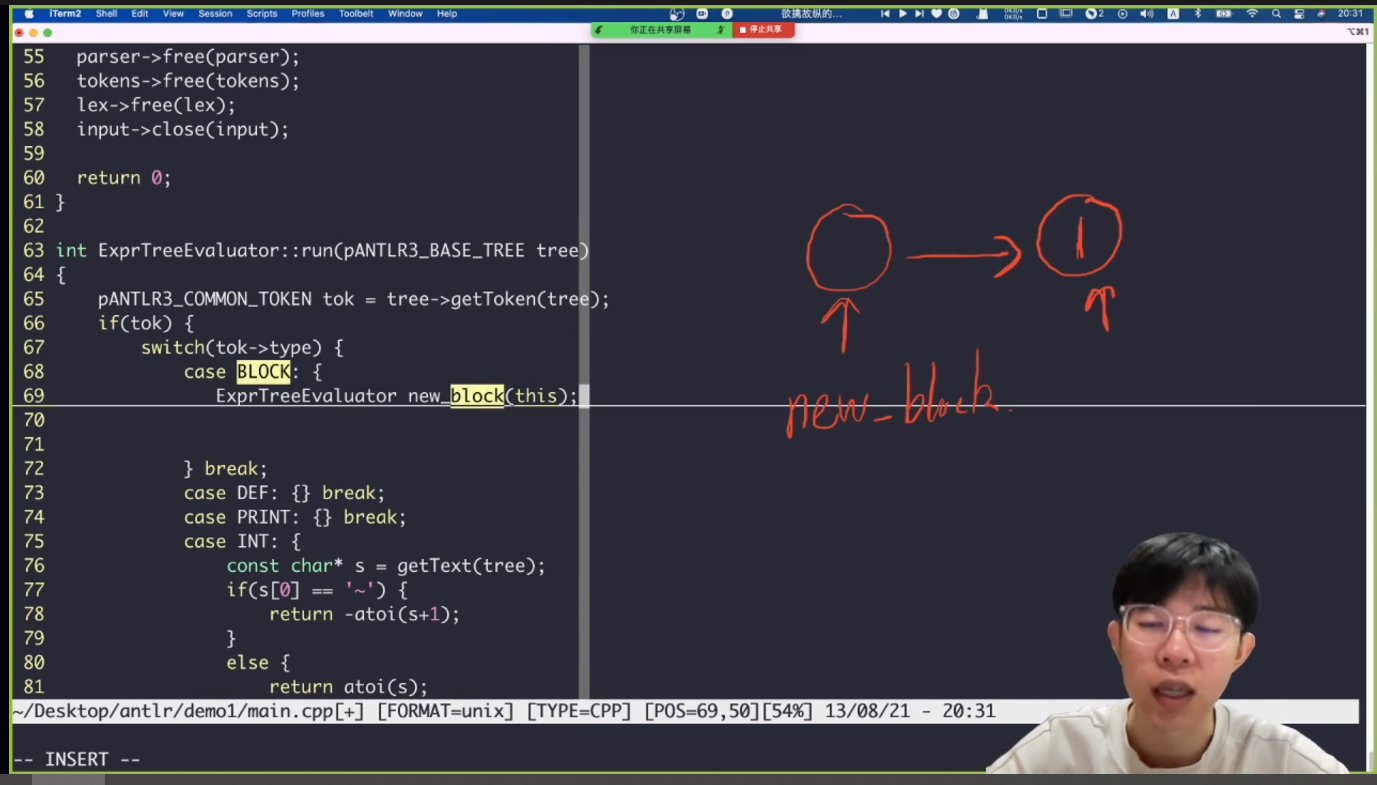 iTerm2 Shell Edit View Session Scripts Profiles Toolbelt Window Help 欲擒故纵的... 0KB/s 0KB/s 2 A 20:31
你正在共享屏幕 停止共享 ⌥⌘1
55 parser->free(parser);
56 tokens->free(tokens);
57 lex->free(lex);
58 input->close(input);
59
60 return 0;
61 }
62
63 int ExprTreeEvaluator::run(pANTLR3_BASE_TREE tree)
64 {
65 pANTLR3_COMMON_TOKEN tok = tree->getToken(tree);
66 if(tok) {
67 switch(tok->type) {
68 case BLOCK: {
69 ExprTreeEvaluator new_block(this);
70
71
72 } break;
73 case DEF: {} break;
74 case PRINT: {} break;
75 case INT: {
76 const char* s = getText(tree);
77 if(s[0] == '~') {
78 return -atoi(s+1);
79 }
80 else {
81 return atoi(s);
~/Desktop/antlr/demo1/main.cpp[+] [FORMAT=unix] [TYPE=CPP] [POS=69,50][54%] 13/08/21 - 20:31
-- INSERT --
1
new_block.